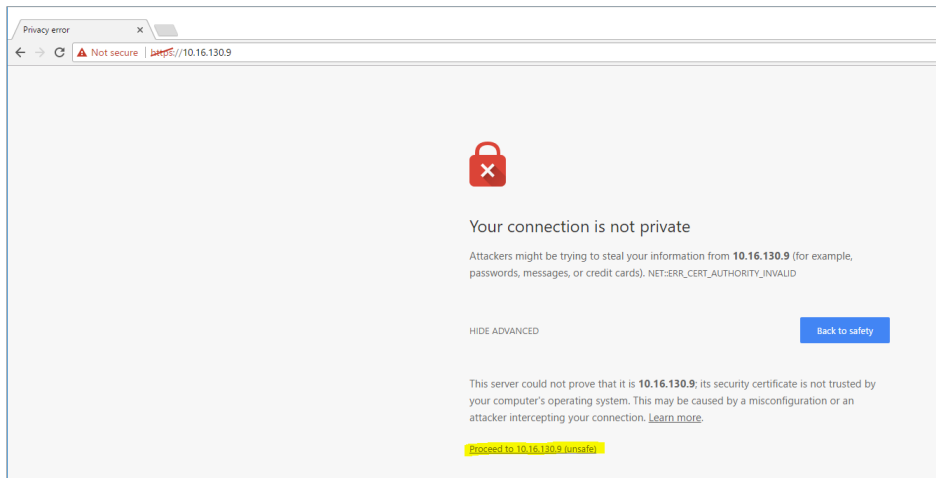 Privacy error
Not secure | https://10.16.130.9
Your connection is not private
Attackers might be trying to steal your information from 10.16.130.9 (for example,
passwords, messages, or credit cards). NET::ERR_CERT_AUTHORITY_INVALID
HIDE ADVANCED
Back to safety
This server could not prove that it is 10.16.130.9; its security certificate is not trusted by
your computer's operating system. This may be caused by a misconfiguration or an
attacker intercepting your connection. Learn more.
Proceed to 10.16.130.9 (unsafe)